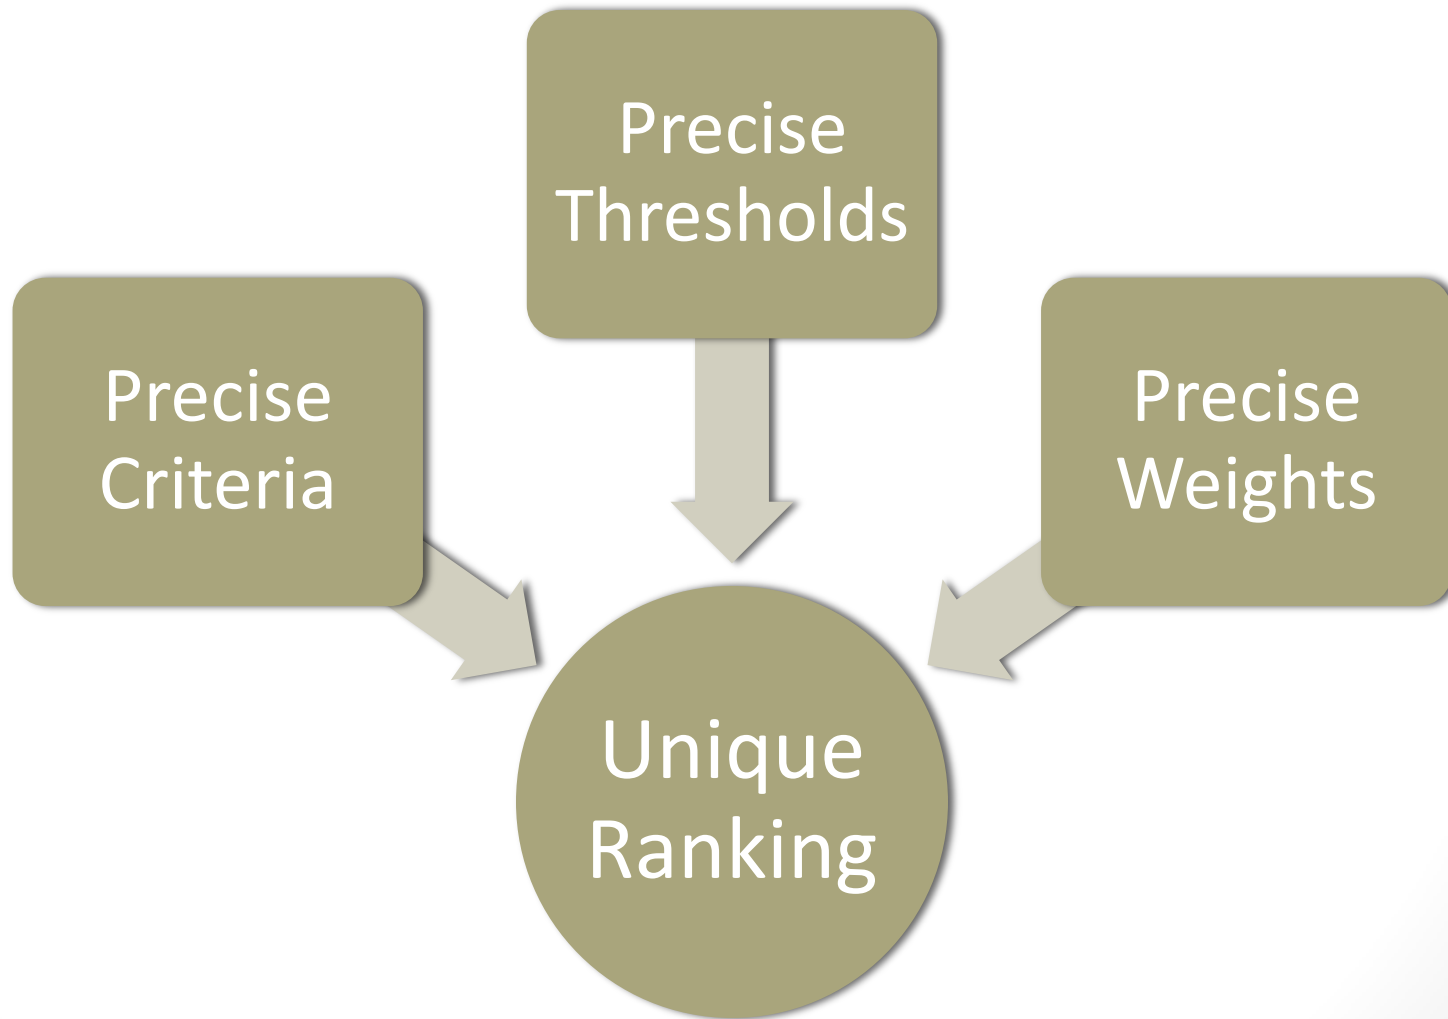 Precise
Thresholds
Precise
Criteria
Precise
Weights
Unique
Ranking